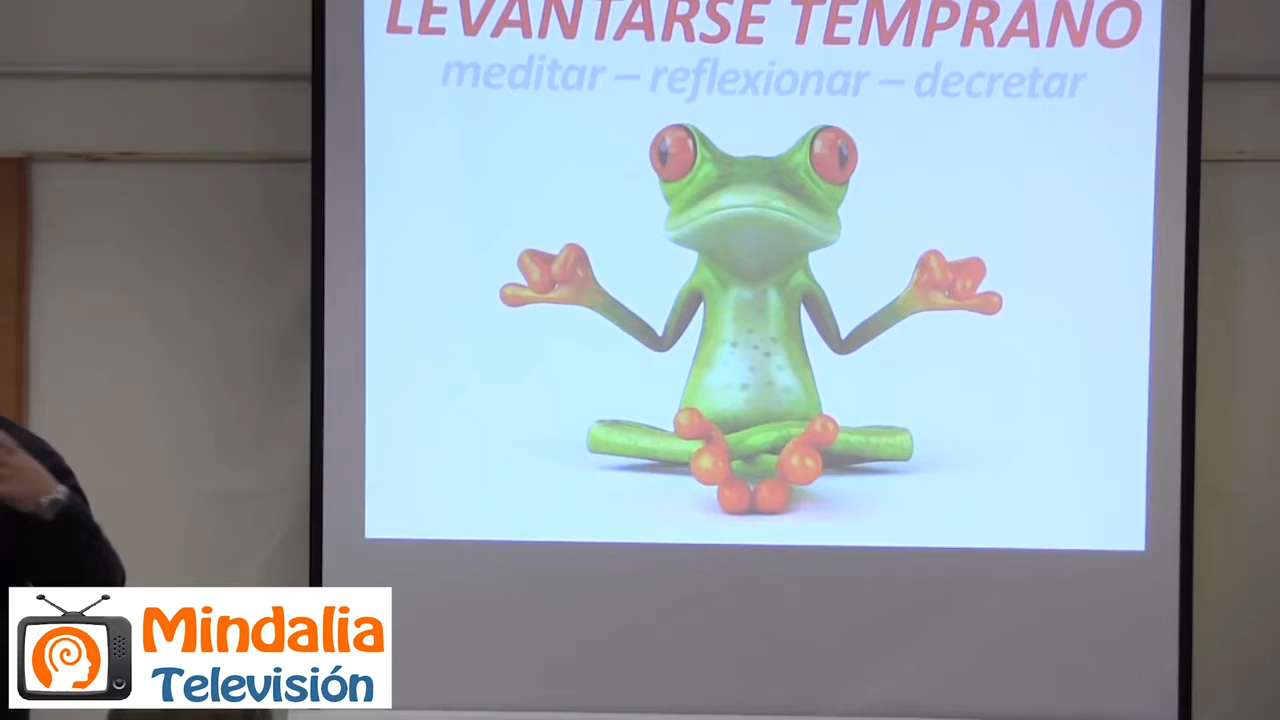 LEVANTARSE TEMPRANO
meditar – reflexionar – decretar
Mindalia
Televisión